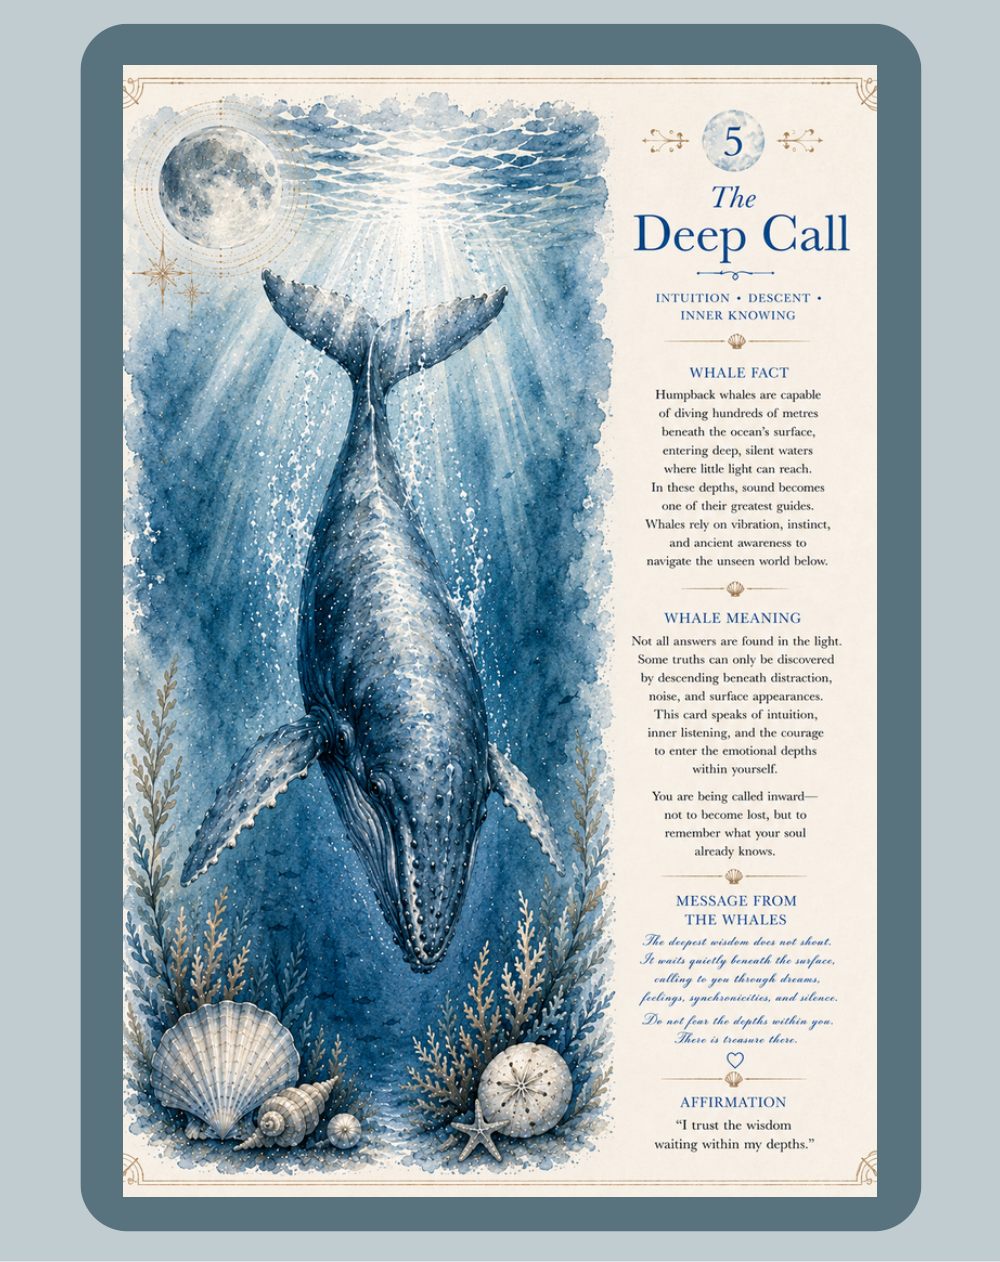 5
The
Deep Call
INTUITION • DESCENT •
INNER KNOWING
WHALE FACT
Humpback whales are capable
of diving hundreds of metres
beneath the ocean’s surface,
entering deep, silent waters
where little light can reach.
In these depths, sound becomes
one of their greatest guides.
Whales rely on vibration, instinct,
and ancient awareness to
navigate the unseen world below.
WHALE MEANING
Not all answers are found in the light.
Some truths can only be discovered
by descending beneath distraction,
noise, and surface appearances.
This card speaks of intuition,
inner listening, and the courage
to enter the emotional depths
within yourself.
You are being called inward—
not to become lost, but to
remember what your soul
already knows.
MESSAGE FROM
THE WHALES
The deepest wisdom does not shout.
It waits quietly beneath the surface,
calling to you through dreams,
feelings, synchronicities, and silence.
Do not fear the depths within you.
There is treasure there.
AFFIRMATION
“I trust the wisdom
waiting within my depths.”